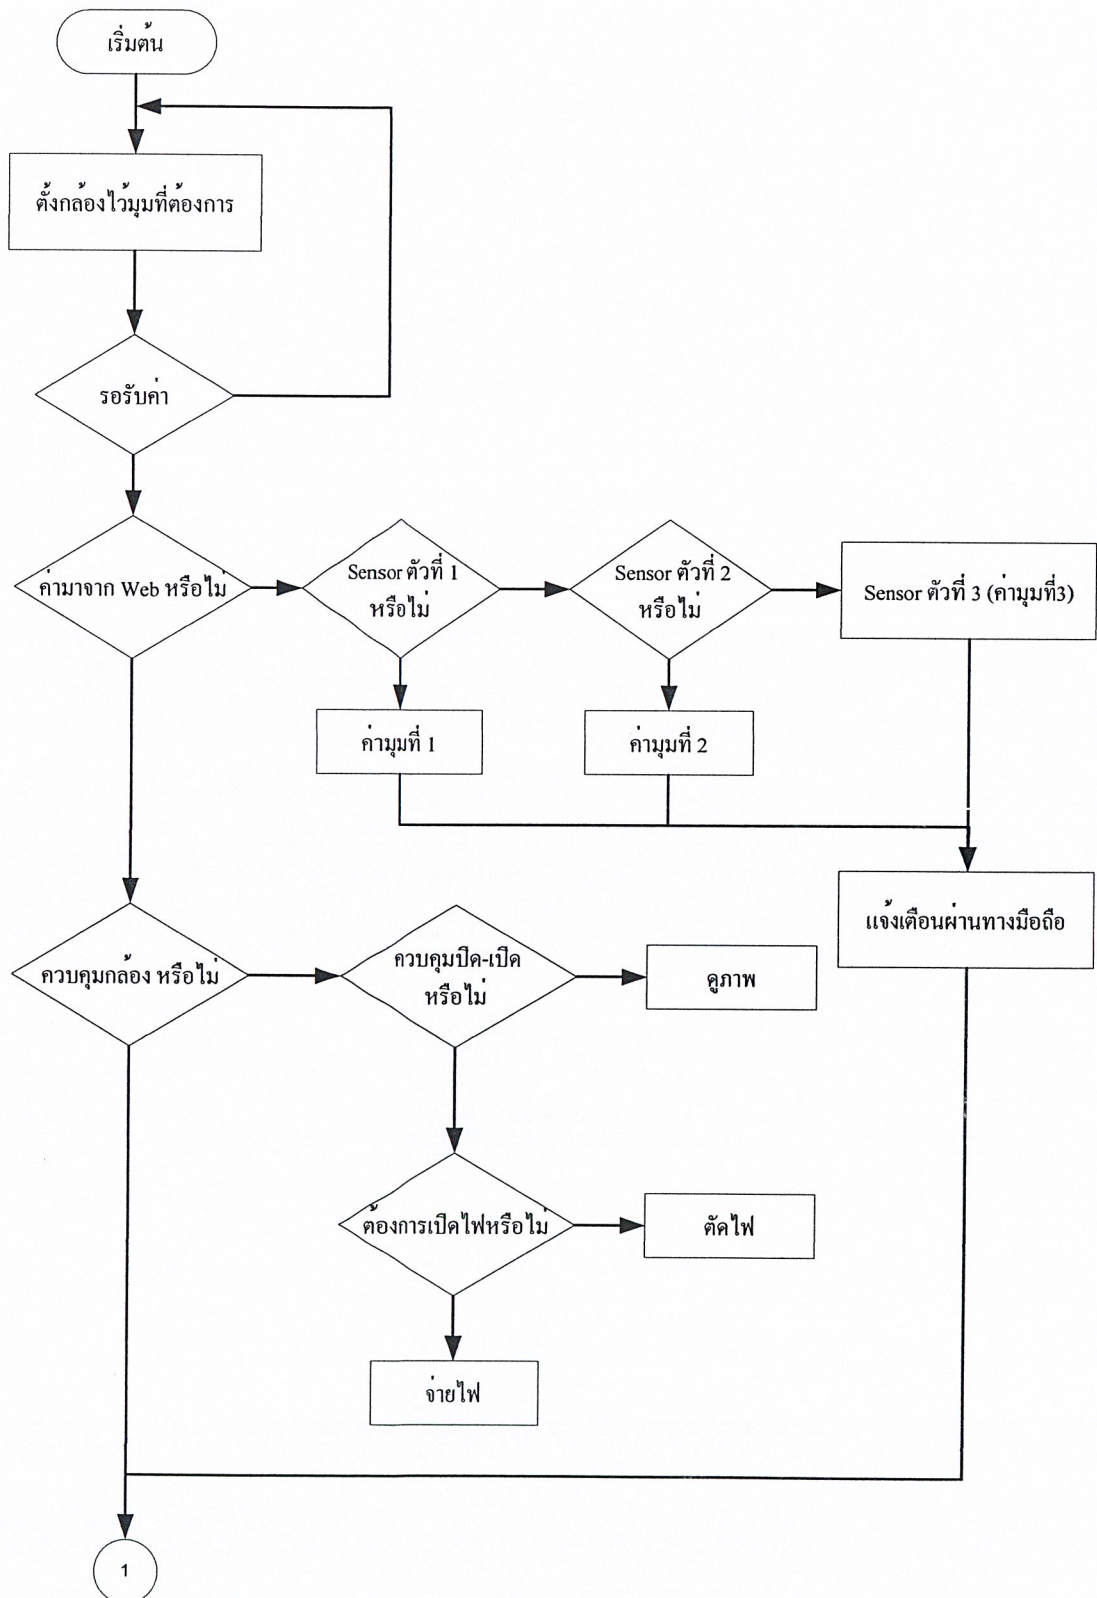 เริ่มต้น
ตั้งกล้องไว้มุมที่ต้องการ
รอรับค่า
ค่ามาจาก Web หรือไม่
Sensor ตัวที่ 1
หรือไม่
Sensor ตัวที่ 2
หรือไม่
Sensor ตัวที่ 3 (ค่ามุมที่3)
ค่ามุมที่ 1
ค่ามุมที่ 2
แจ้งเตือนผ่านทางมือถือ
ควบคุมกล้อง หรือไม่
ควบคุมปิด-เปิด
หรือไม่
ดูภาพ
ต้องการเปิดไฟหรือไม่
ตัดไฟ
จ่ายไฟ
1